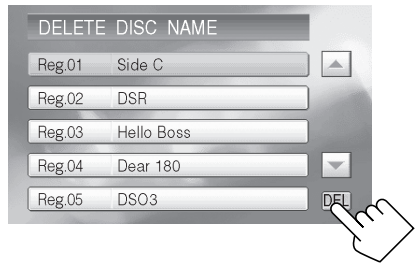 DELETE DISC NAME
Reg.01 Side C
Reg.02 DSR
Reg.03 Hello Boss
Reg.04 Dear 180
Reg.05 DSO3 DEL